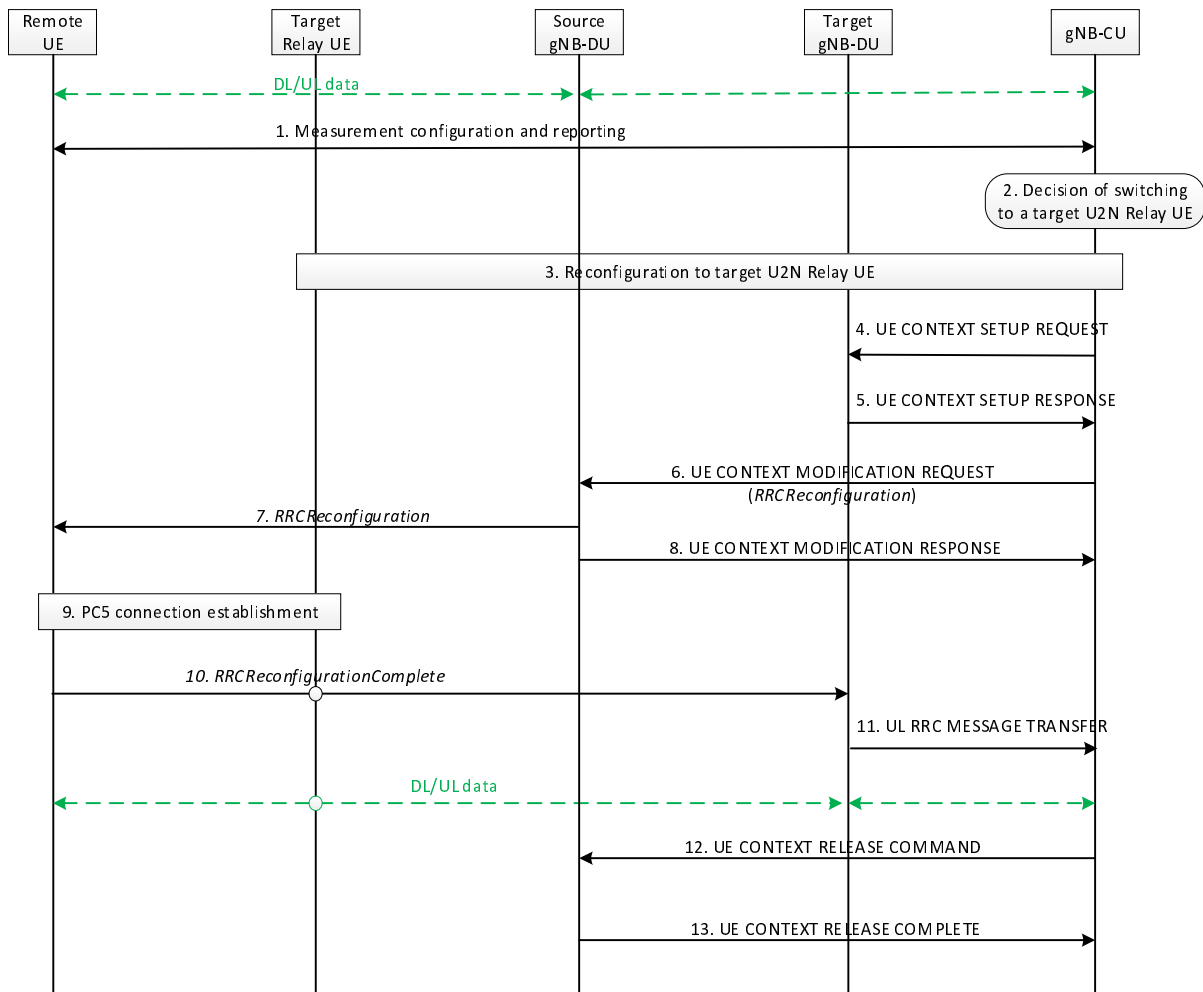 Remote
UE
Target
Relay UE
Source
gNB-DU
Target
gNB-DU
gNB-CU
DL/UL data
1. Measurement configuration and reporting
2. Decision of switching
to a target U2N Relay UE
3. Reconfiguration to target U2N Relay UE
4. UE CONTEXT SETUP REQUEST
5. UE CONTEXT SETUP RESPONSE
6. UE CONTEXT MODIFICATION REQUEST
(RRCReconfiguration)
7. RRCReconfiguration
8. UE CONTEXT MODIFICATION RESPONSE
9. PC5 connection establishment
10. RRCReconfigurationComplete
11. UL RRC MESSAGE TRANSFER
DL/UL data
12. UE CONTEXT RELEASE COMMAND
13. UE CONTEXT RELEASE COMPLETE